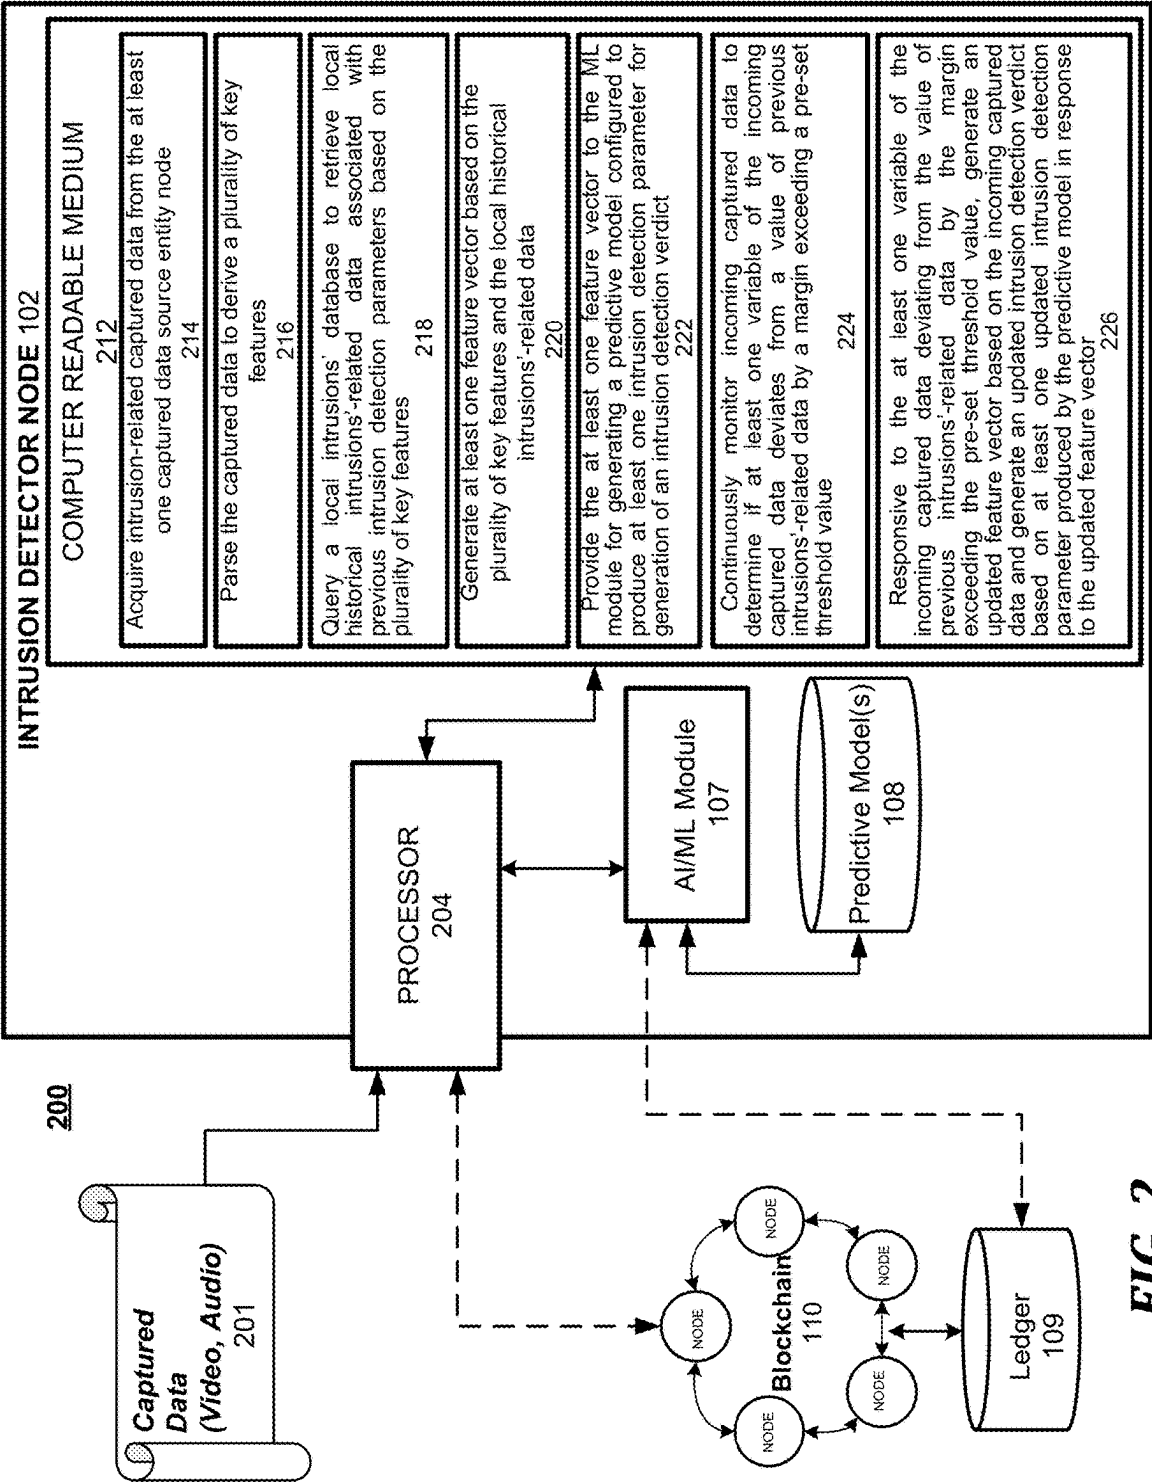 200
INTRUSION DETECTOR NODE 102
COMPUTER READABLE MEDIUM
212
Acquire intrusion-related captured data from the at least
one captured data source entity node
214
Parse the captured data to derive a plurality of key
features
216
Query a local intrusions' database to retrieve local
historical intrusions'-related data associated with
previous intrusion detection parameters based on the
plurality of key features
218
Generate at least one feature vector based on the
plurality of key features and the local historical
intrusions'-related data
220
Provide the at least one feature vector to the ML
module for generating a predictive model configured to
produce at least one intrusion detection parameter for
generation of an intrusion detection verdict
222
Continuously monitor incoming captured data to
determine if at least one variable of the incoming
captured data deviates from a value of previous
intrusions'-related data by a margin exceeding a pre-set
threshold value
224
Responsive to the at least one variable of the
incoming captured data deviating from the value of
previous intrusions'-related data by the margin
exceeding the pre-set threshold value, generate an
updated feature vector based on the incoming captured
data and generate an updated intrusion detection verdict
based on at least one updated intrusion detection
parameter produced by the predictive model in response
to the updated feature vector
226
Captured
Data
(Video, Audio)
201
PROCESSOR
204
AI/ML Module
107
Predictive Model(s)
108
NODE
NODE
NODE
NODE
NODE
Blockchain
110
Ledger
109
FIG. 2